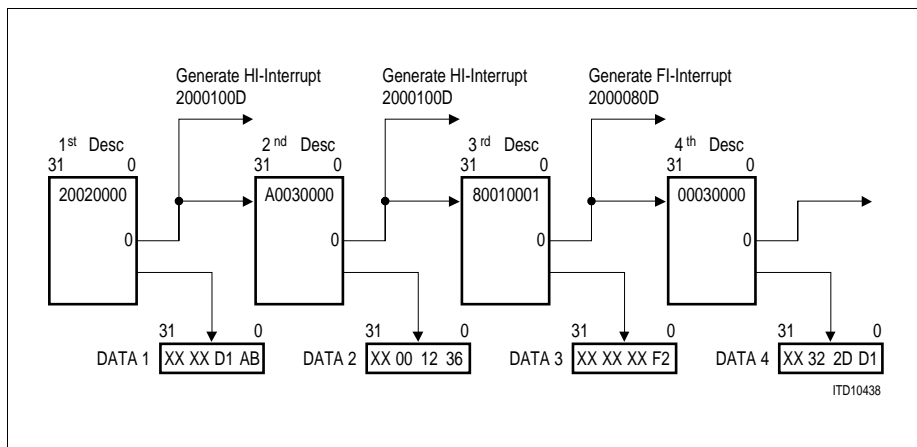 Generate HI-Interrupt
2000100D
Generate HI-Interrupt
2000100D
Generate FI-Interrupt
2000080D
1st Desc
31 0
2nd Desc
31 0
3rd Desc
31 0
4th Desc
31 0
20020000
A0030000
80010001
00030000
0
0
0
0
31 0
31 0
31 0
31 0
DATA 1 XX XX D1 AB
DATA 2 XX 00 12 36
DATA 3 XX XX XX F2
DATA 4 XX 32 2D D1
ITD10438